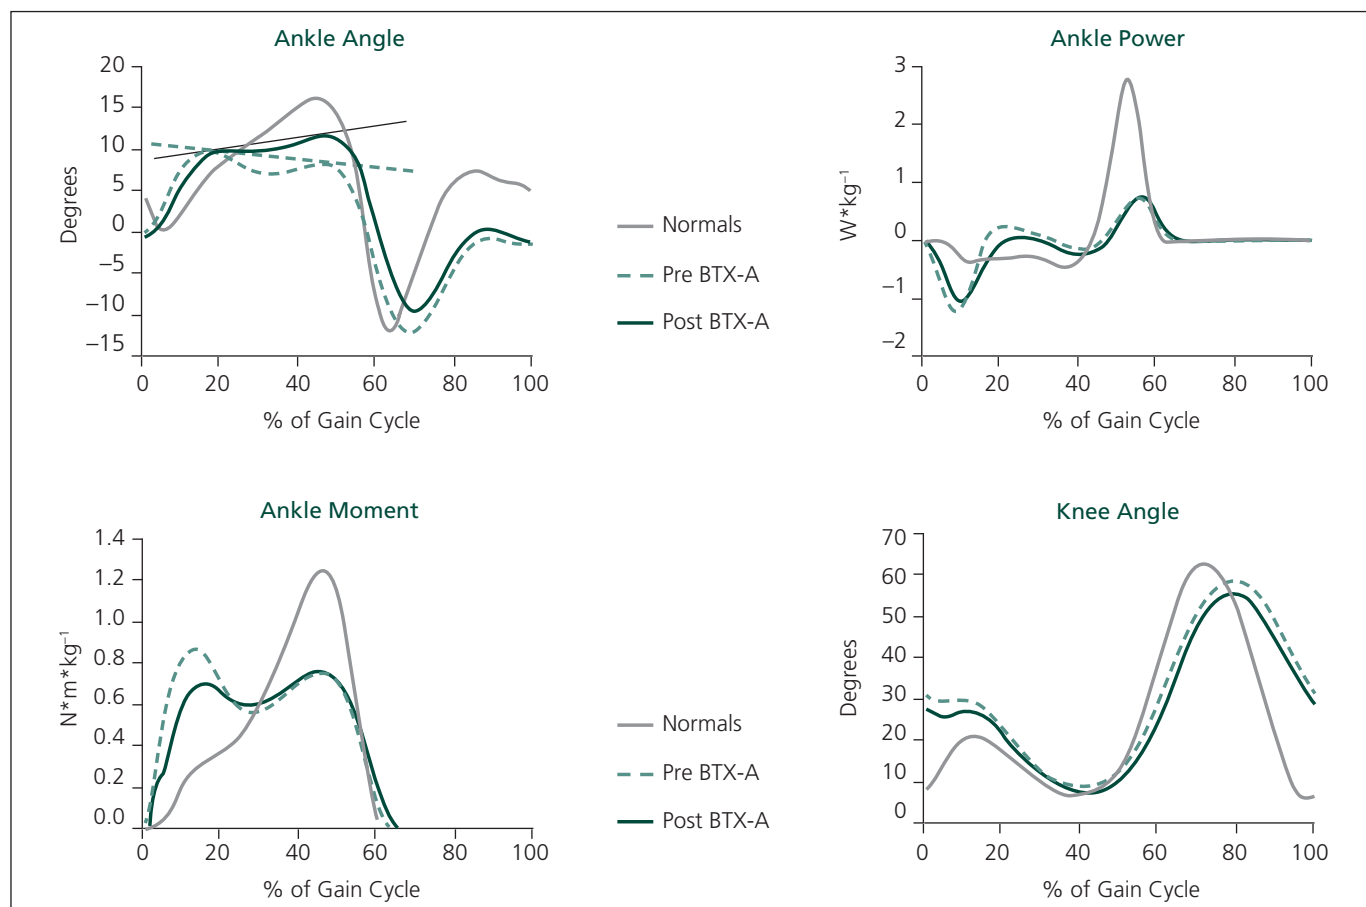 Ankle Angle
20
15
10
5
0
−5
−10
−15
Degrees
0 20 40 60 80 100
% of Gain Cycle
Normals
Pre BTX-A
Post BTX-A
Ankle Power
3
2
1
0
−1
−2
W*kg⁻¹
0 20 40 60 80 100
% of Gain Cycle
Ankle Moment
1.4
1.2
1.0
0.8
0.6
0.4
0.2
0.0
N*m*kg⁻¹
0 20 40 60 80 100
% of Gain Cycle
Normals
Pre BTX-A
Post BTX-A
Knee Angle
70
60
50
40
30
20
10
0
Degrees
0 20 40 60 80 100
% of Gain Cycle